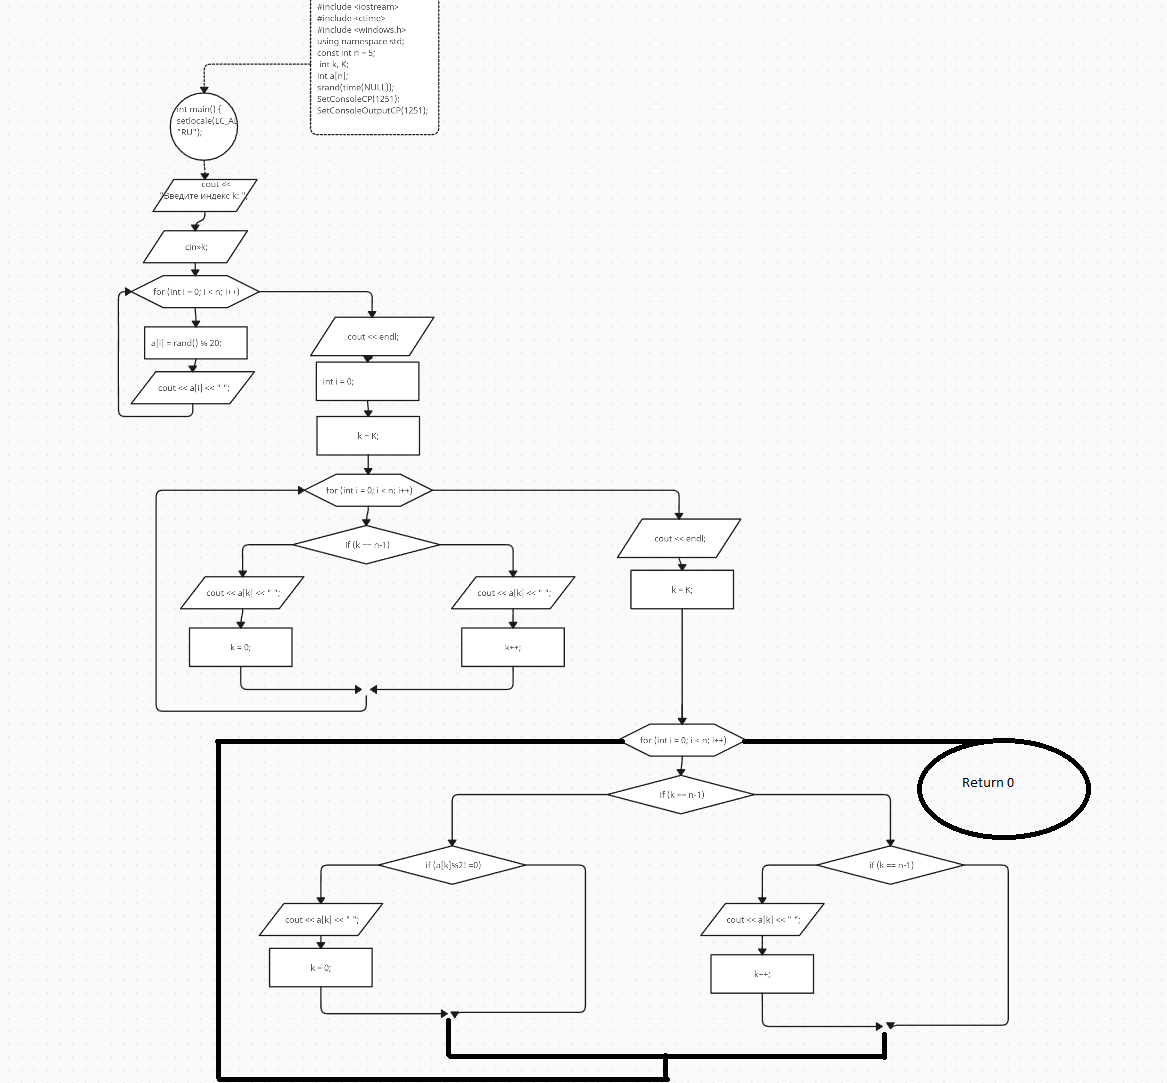 #include <iostream>
#include <ctime>
#include <windows.h>
using namespace std;
const int n = 5;
int k, K;
int a[n];
srand(time(NULL));
SetConsoleCP(1251);
SetConsoleOutputCP(1251);
int main() {
setlocale(LC_AL
"RU");
cout <<
"Введите индекс k: ";
cin»k;
for (int i = 0; i < n; i++)
a[i] = rand() % 20;
cout << a[i] << " ";
cout << endl;
int i = 0;
k = K;
for (int i = 0; i < n; i++)
if (k == n-1)
cout << a[k] << " ";
cout << a[k] << " ";
k = 0;
k++;
cout << endl;
k = K;
for (int i = 0; i < n; i++)
if (k == n-1)
Return 0
if (a[k]%2! =0)
if (k == n-1)
cout << a[k] << " ";
cout << a[k] << " ";
k = 0;
k++;